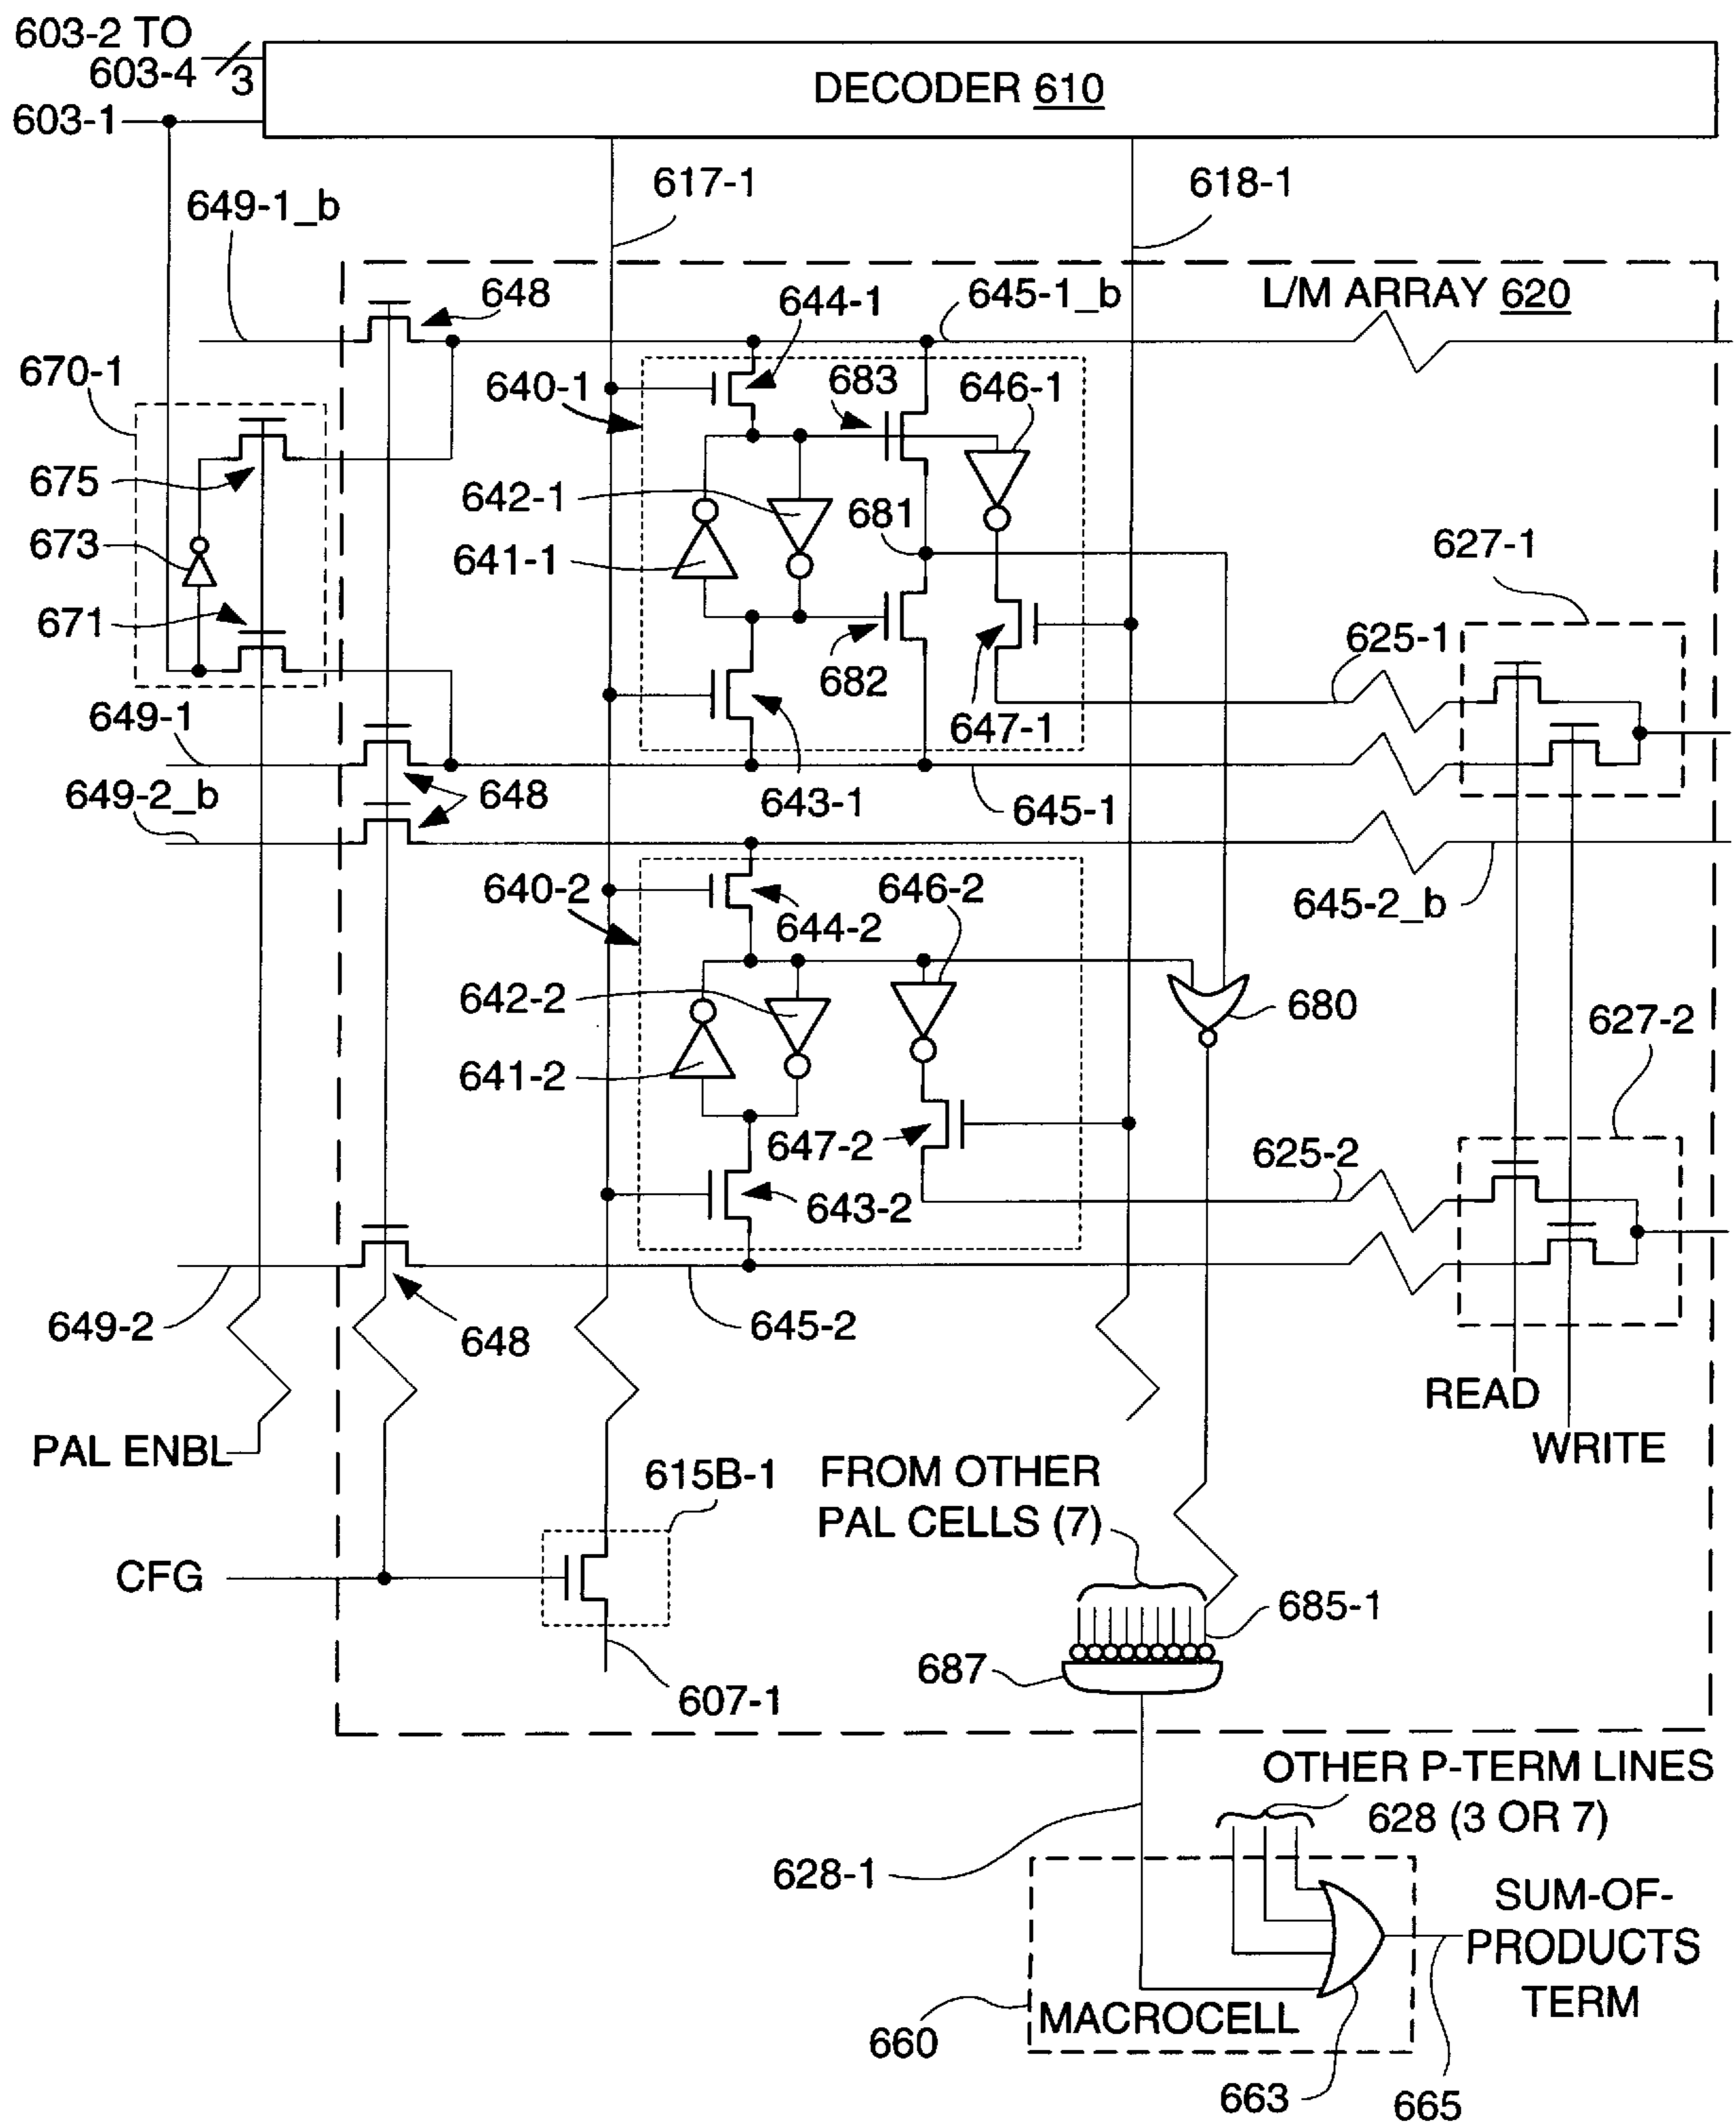 603-2 TO
603-4
3
603-1
DECODER 610
617-1
618-1
649-1_b
648
644-1
645-1_b
L/M ARRAY 620
670-1
640-1
683
646-1
675
642-1
681
627-1
673
641-1
671
625-1
682
649-1
647-1
649-2_b
648
643-1
645-1
640-2
646-2
645-2_b
644-2
642-2
680
627-2
641-2
647-2
625-2
643-2
649-2
648
645-2
READ
PAL ENBL
WRITE
615B-1
FROM OTHER
PAL CELLS (7)
CFG
685-1
687
607-1
OTHER P-TERM LINES
628 (3 OR 7)
628-1
SUM-OF-
PRODUCTS
TERM
MACROCELL
660
663
665